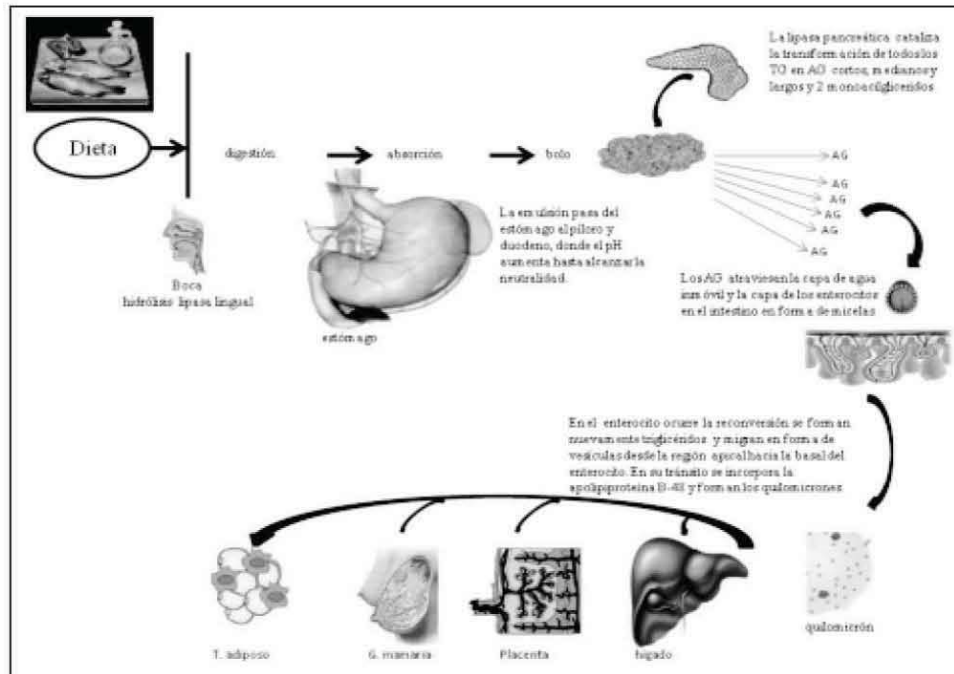 La lipasa pancreática cataliza
la transformación de todos los
TG en AG cortos, medianos y
largos y 2 monoacilgliceridos
Dieta
digestión
absorción
bolo
AG
AG
AG
AG
AG
AG
Boca
hidrólisis lipasa lingual
La emulsión pasa del
estómago al píloro y
duodeno, donde el pH
aumenta hasta alcanzar la
neutralidad.
estómago
Los AG atraviesan la capa de agua
inmóvil y la capa de los enterocitos
en el intestino en forma de micelas
En el enterocito ocurre la reconversión se forman
nuevamente triglicéridos y migran en forma de
vesículas desde la región apical hacia la basal del
enterocito. En su tránsito se incorpora la
apolipiproteina B-48 y forman los quilomicrones
T. adiposo
G. mamaria
Placenta
hígado
quilomicrón